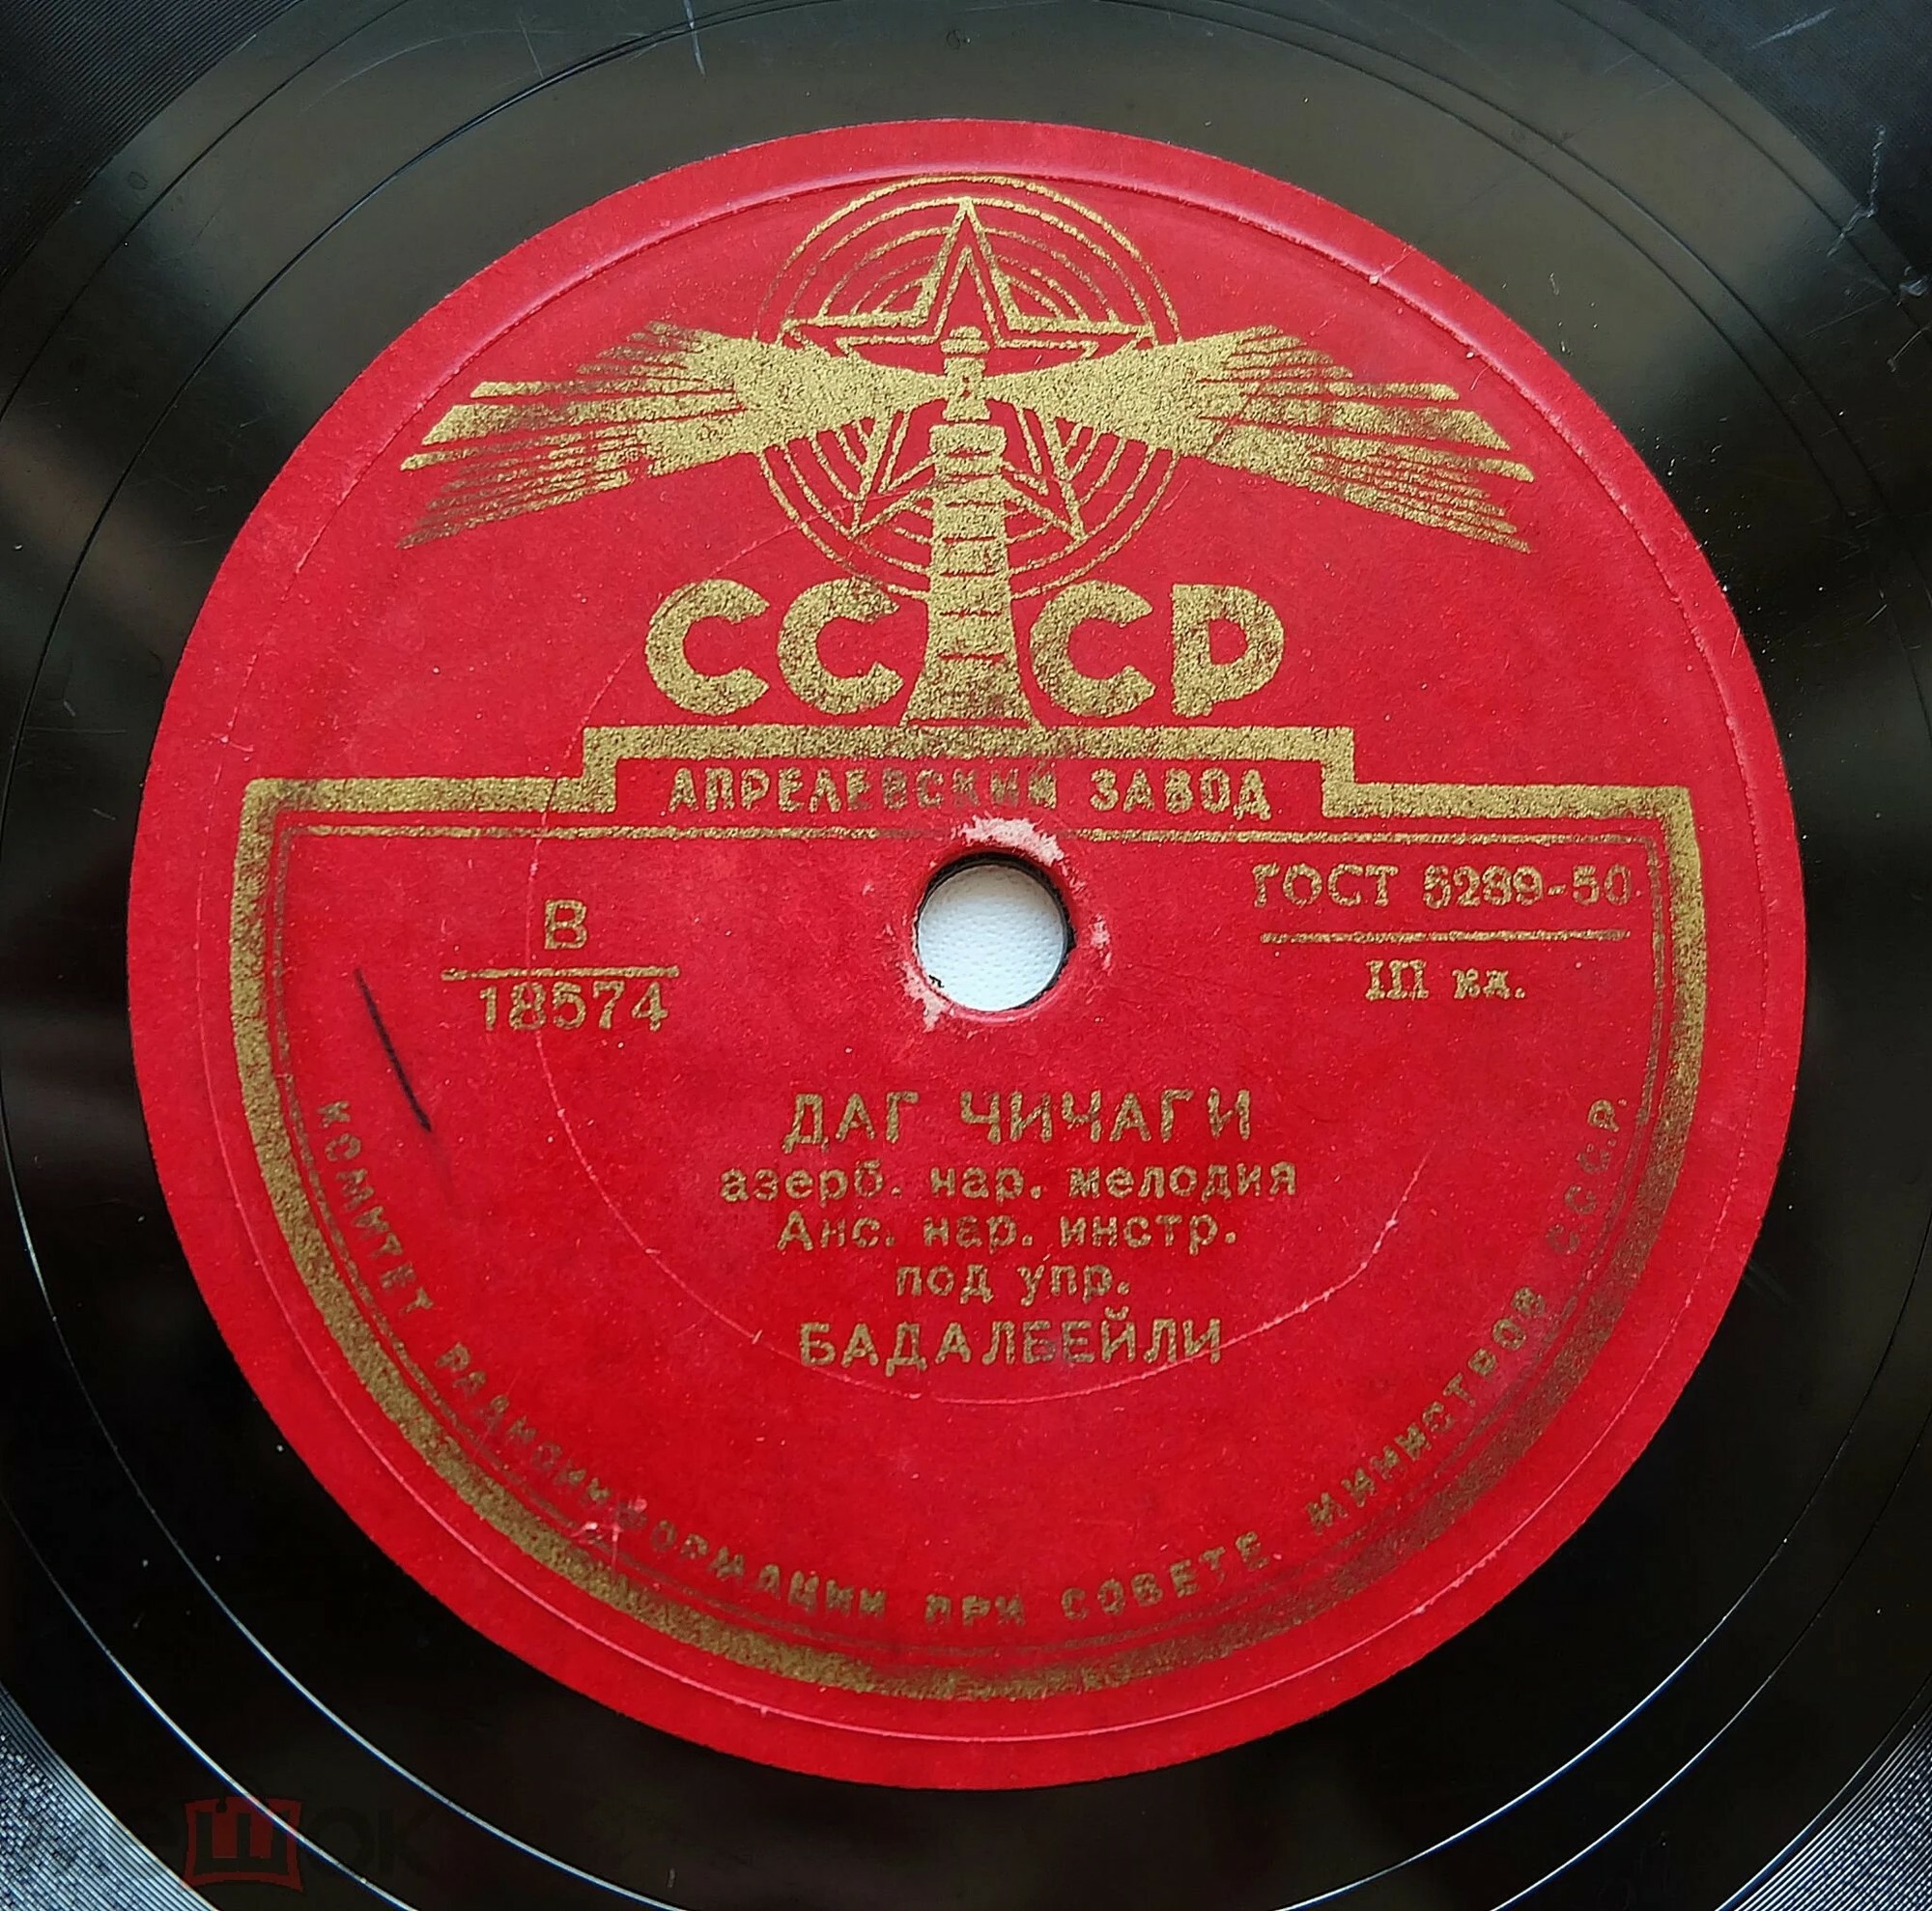 СССР
АПРЕЛЕВСКИЙ ЗАВОД
ГОСТ 5289-50
III кл.
В
18574
ДАГ ЧИЧАГИ
азерб. нар. мелодия
Анс. нар. инстр.
под упр.
БАДАЛБЕЙЛИ
КОМИТЕТ РАДИОИНФОРМАЦИИ ПРИ СОВЕТЕ МИНИСТРОВ С.С.С.Р.